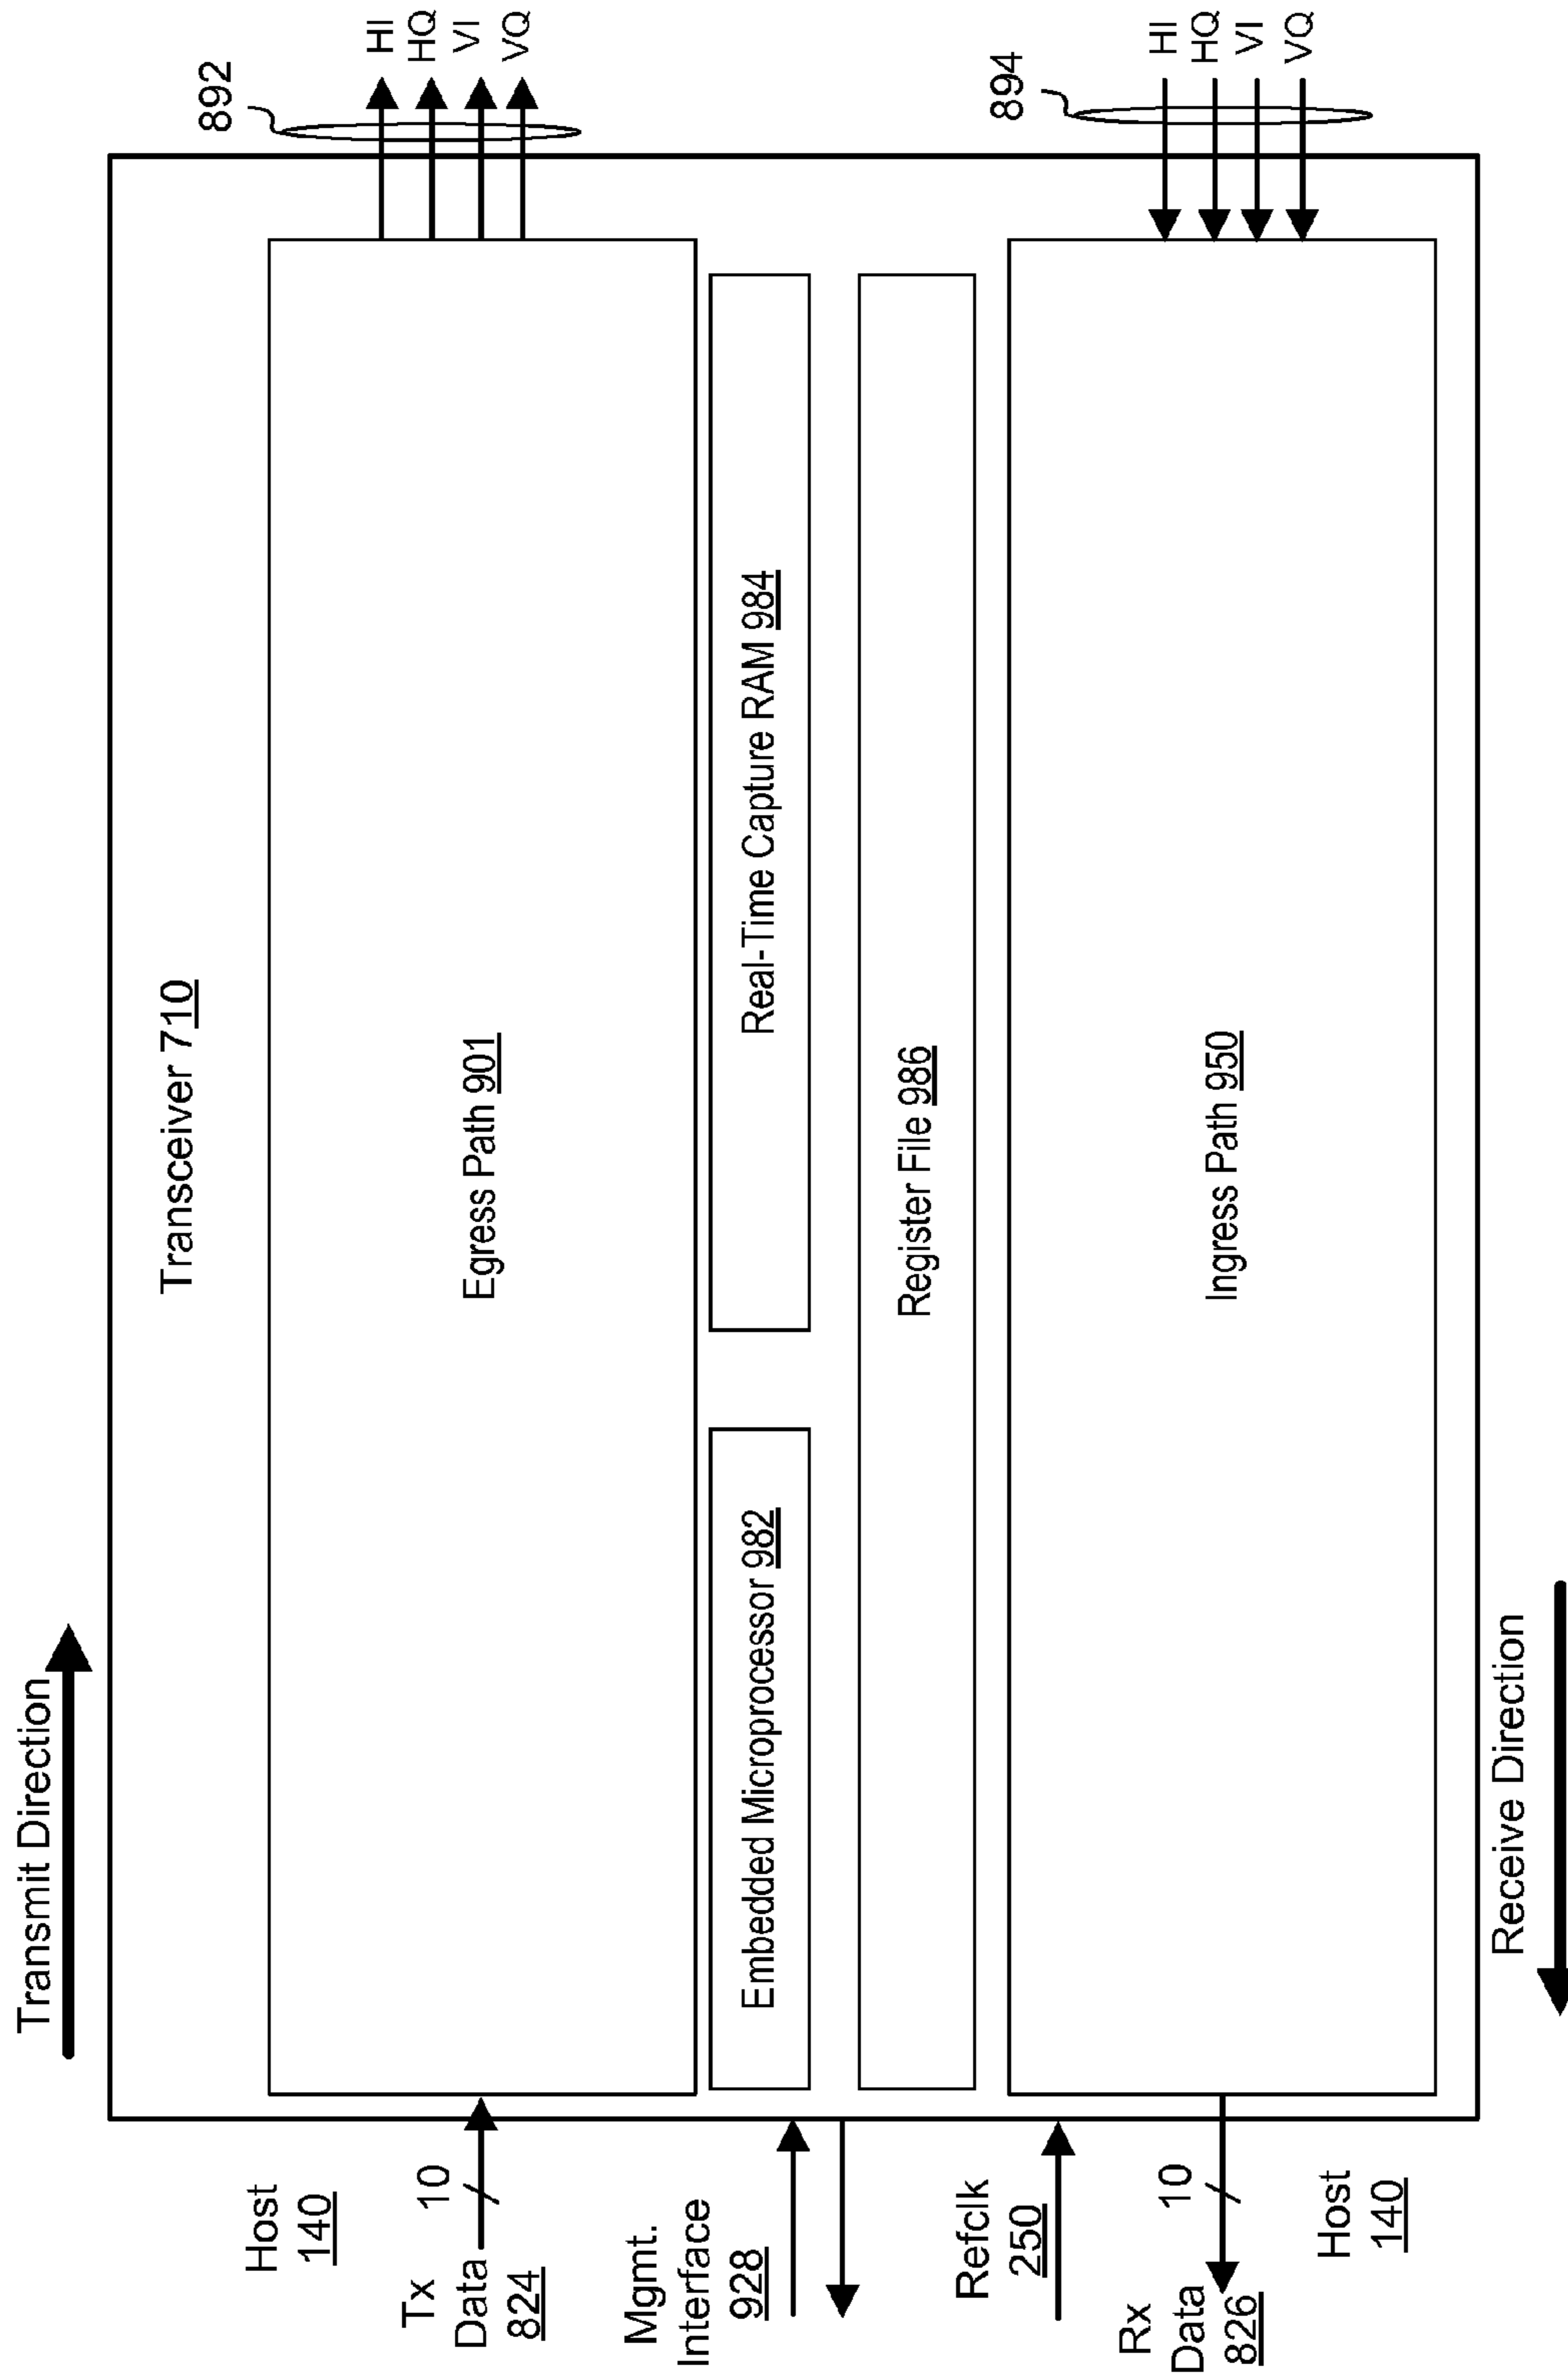 Transmit Direction
Transceiver 710
Host
140
Tx
Data
824
10
Egress Path 901
892
HI
HQ
VI
VQ
Mgmt.
Interface
928
Embedded Microprocessor 982
Real-Time Capture RAM 984
Register File 986
Refclk
250
Rx
Data
826
10
Ingress Path 950
894
HI
HQ
VI
VQ
Host
140
Receive Direction